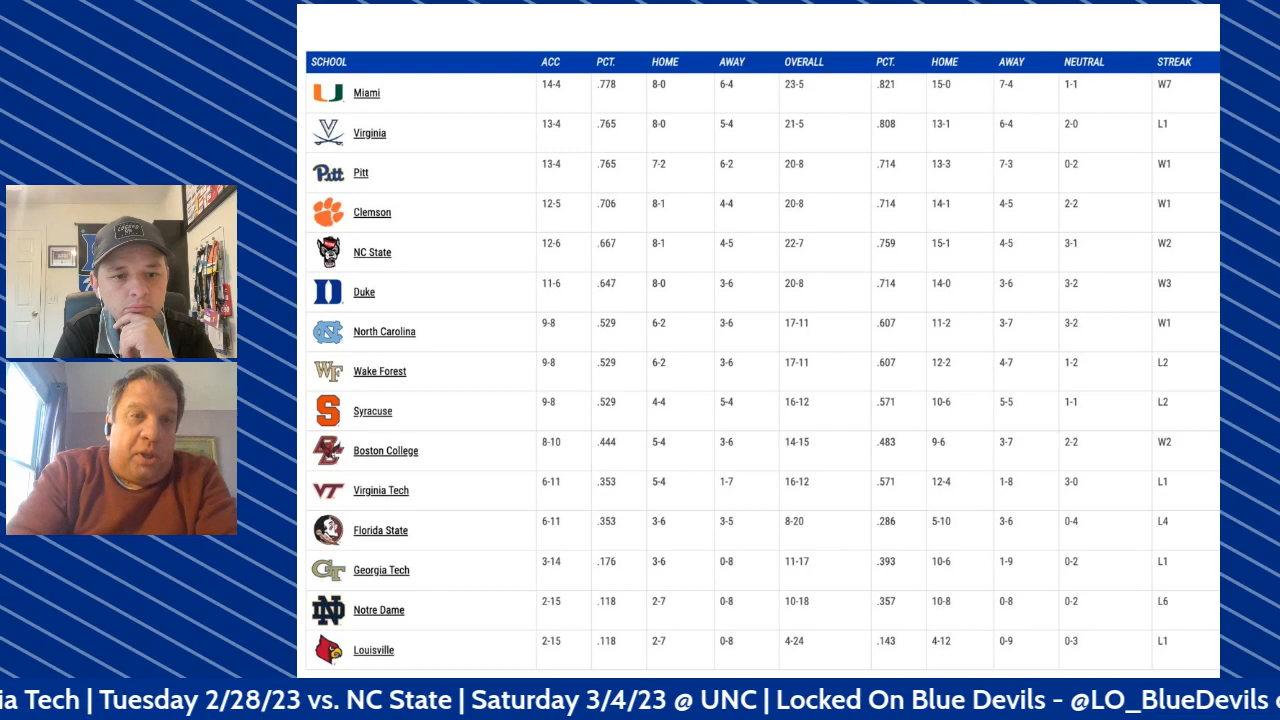 SCHOOL ACC PCT. HOME AWAY OVERALL PCT. HOME AWAY NEUTRAL STREAK
Miami 14-4 .778 8-0 6-4 23-5 .821 15-0 7-4 1-1 W7
Virginia 13-4 .765 8-0 5-4 21-5 .808 13-1 6-4 2-0 L1
Pitt Pitt 13-4 .765 7-2 6-2 20-8 .714 13-3 7-3 0-2 W1
Clemson 12-5 .706 8-1 4-4 20-8 .714 14-1 4-5 2-2 W1
NC State 12-6 .667 8-1 4-5 22-7 .759 15-1 4-5 3-1 W2
Duke 11-6 .647 8-0 3-6 20-8 .714 14-0 3-6 3-2 W3
North Carolina 9-8 .529 6-2 3-6 17-11 .607 11-2 3-7 3-2 W1
WF Wake Forest 9-8 .529 6-2 3-6 17-11 .607 12-2 4-7 1-2 L2
S Syracuse 9-8 .529 4-4 5-4 16-12 .571 10-6 5-5 1-1 L2
Boston College 8-10 .444 5-4 3-6 14-15 .483 9-6 3-7 2-2 W2
VT Virginia Tech 6-11 .353 5-4 1-7 16-12 .571 12-4 1-8 3-0 L1
Florida State 6-11 .353 3-6 3-5 8-20 .286 5-10 3-6 0-4 L4
GT Georgia Tech 3-14 .176 3-6 0-8 11-17 .393 10-6 1-9 0-2 L1
ND Notre Dame 2-15 .118 2-7 0-8 10-18 .357 10-8 0-8 0-2 L6
Louisville 2-15 .118 2-7 0-8 4-24 .143 4-12 0-9 0-3 L1
ia Tech | Tuesday 2/28/23 vs. NC State | Saturday 3/4/23 @ UNC | Locked On Blue Devils - @LO_BlueDevils